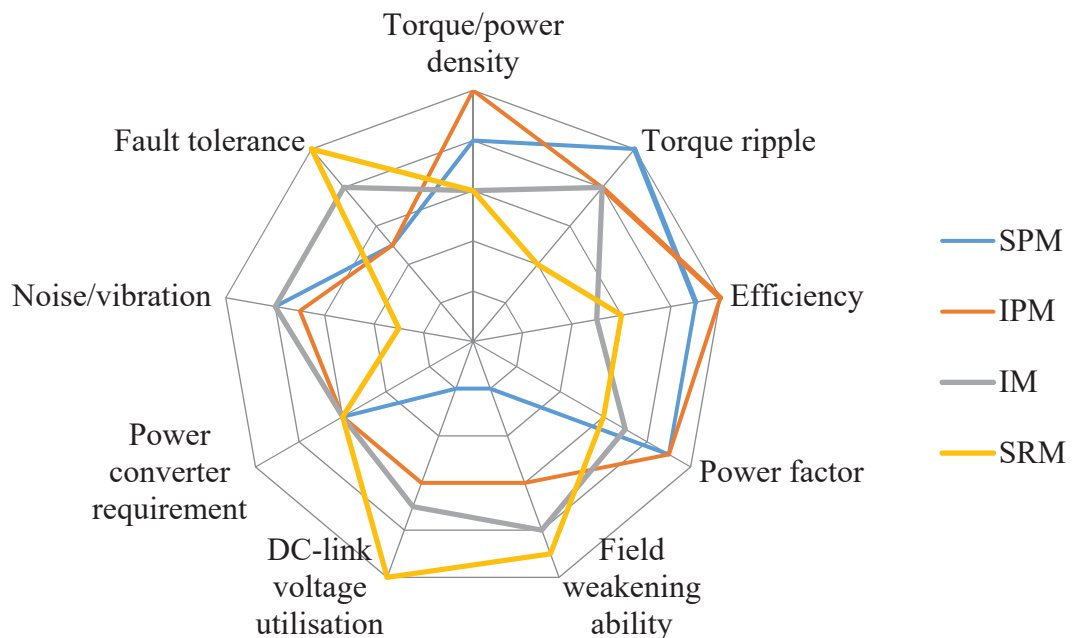 Torque/power
density
Torque ripple
Efficiency
Power factor
Field
weakening
ability
DC-link
voltage
utilisation
Power
converter
requirement
Noise/vibration
Fault tolerance
SPM
IPM
IM
SRM